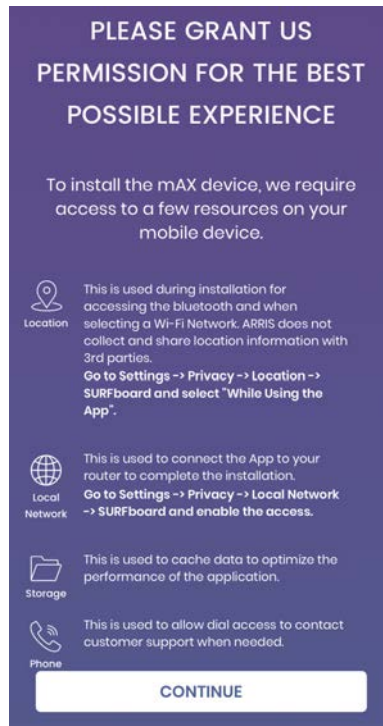 PLEASE GRANT US
PERMISSION FOR THE BEST
POSSIBLE EXPERIENCE
To install the mAX device, we require
access to a few resources on your
mobile device.
Location
This is used during installation for
accessing the bluetooth and when
selecting a Wi-Fi Network. ARRIS does not
collect and share location information with
3rd parties.
Go to Settings -> Privacy -> Location ->
SURFboard and select "While Using the
App".
Local
Network
This is used to connect the App to your
router to complete the installation.
Go to Settings -> Privacy -> Local Network
-> SURFboard and enable the access.
Storage
This is used to cache data to optimize the
performance of the application.
Phone
This is used to allow dial access to contact
customer support when needed.
CONTINUE